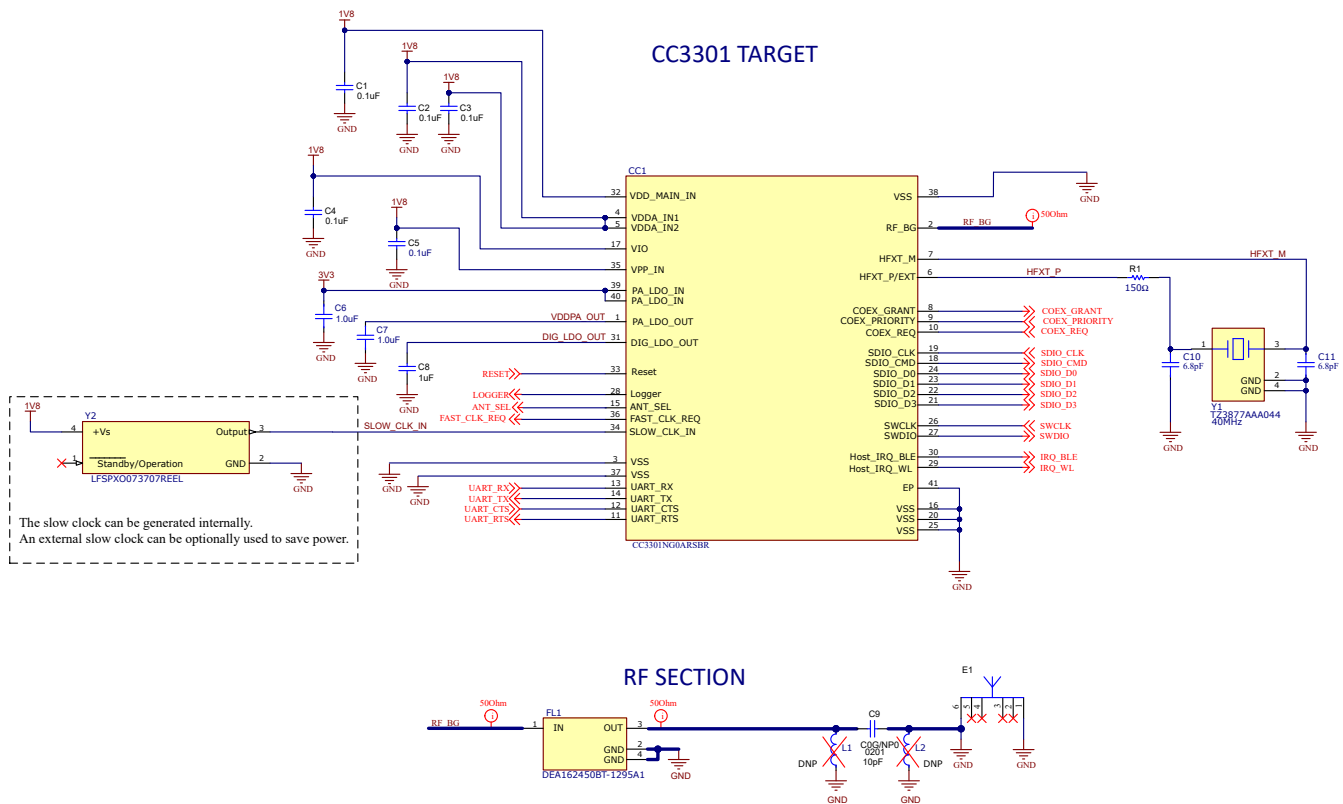 CC3301 TARGET
1V8
C1
0.1uF
GND
1V8
C2
0.1uF
GND
1V8
C3
0.1uF
GND
1V8
C4
0.1uF
GND
1V8
C5
0.1uF
GND
3V3
C6
1.0uF
GND
VDDPA_OUT
C7
1.0uF
GND
DIG_LDO_OUT
C8
1uF
GND
RESET
LOGGER
ANT_SEL
FAST_CLK_REQ
SLOW_CLK_IN
GND
GND
UART_RX
UART_TX
UART_CTS
UART_RTS
CC1
32 VDD_MAIN_IN
4 VDDA_IN1
5 VDDA_IN2
17 VIO
35 VPP_IN
39 PA_LDO_IN
40 PA_LDO_IN
1 PA_LDO_OUT
31 DIG_LDO_OUT
33 Reset
28 Logger
15 ANT_SEL
36 FAST_CLK_REQ
34 SLOW_CLK_IN
3 VSS
37 VSS
13 UART_RX
14 UART_TX
12 UART_CTS
11 UART_RTS
VSS 38
RF_BG 2
HFXT_M 7
HFXT_P/EXT 6
COEX_GRANT 8
COEX_PRIORITY 9
COEX_REQ 10
SDIO_CLK 19
SDIO_CMD 18
SDIO_D0 24
SDIO_D1 23
SDIO_D2 22
SDIO_D3 21
SWCLK 26
SWDIO 27
Host_IRQ_BLE 30
Host_IRQ_WL 29
EP 41
VSS 16
VSS 20
VSS 25
CC3301NG0ARSBR
GND
RF_BG
i
50Ohm
HFXT_M
HFXT_P
R1
150Ω
COEX_GRANT
COEX_PRIORITY
COEX_REQ
SDIO_CLK
SDIO_CMD
SDIO_D0
SDIO_D1
SDIO_D2
SDIO_D3
SWCLK
SWDIO
IRQ_BLE
IRQ_WL
GND
C10
6.8pF
GND
1
3
GND 2
GND 4
Y1
TZ3877AAA044
40MHz
C11
6.8pF
GND
1V8
Y2
4 +Vs
Output 3
1 Standby/Operation
GND 2
LFSPXO073707REEL
GND
The slow clock can be generated internally.
An external slow clock can be optionally used to save power.
RF SECTION
RF_BG
50Ohm
i
FL1
1 IN
OUT 3
GND 2
GND 4
DEA162450BT-1295A1
GND
50Ohm
i
L1
DNP
GND
C9
C0G/NP0
0201
10pF
L2
DNP
GND
E1
6 5 4 3 2 1
GND
GND